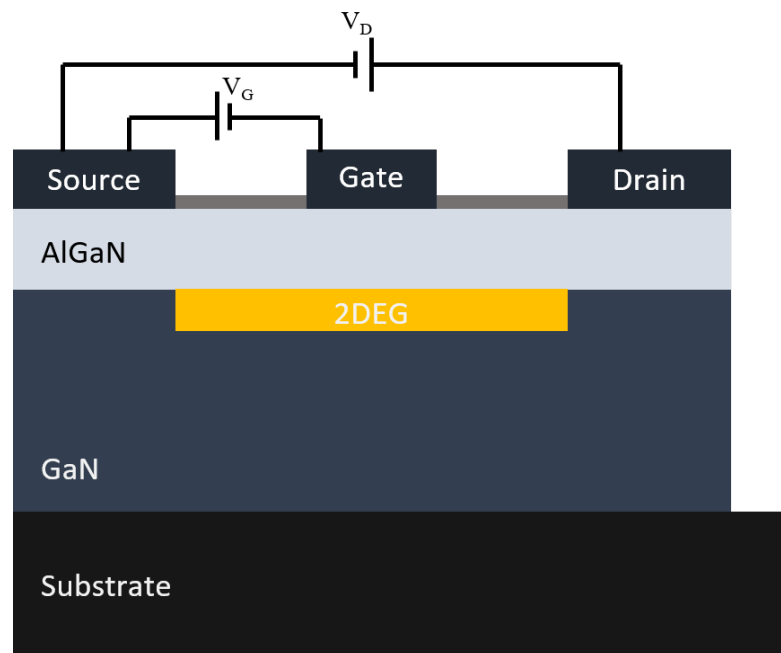 V_D
V_G
Source
Gate
Drain
AlGaN
2DEG
GaN
Substrate